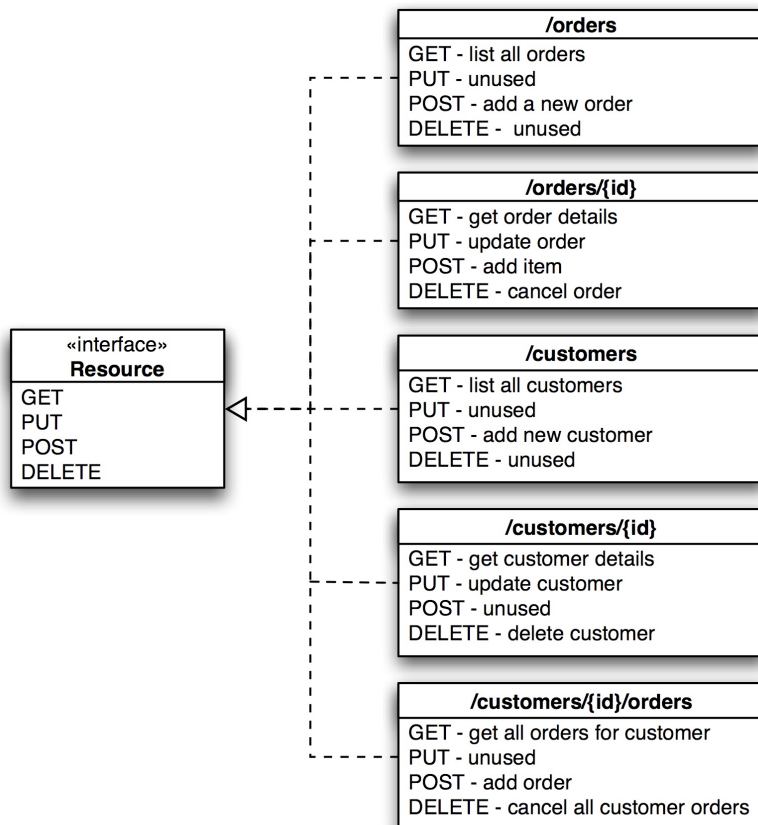 /orders
GET - list all orders
PUT - unused
POST - add a new order
DELETE -  unused
/orders/{id}
GET - get order details
PUT - update order
POST - add item
DELETE - cancel order
«interface»
Resource
GET
PUT
POST
DELETE
/customers
GET - list all customers
PUT - unused
POST - add new customer
DELETE - unused
/customers/{id}
GET - get customer details
PUT - update customer
POST - unused
DELETE - delete customer
/customers/{id}/orders
GET - get all orders for customer
PUT - unused
POST - add order
DELETE - cancel all customer orders